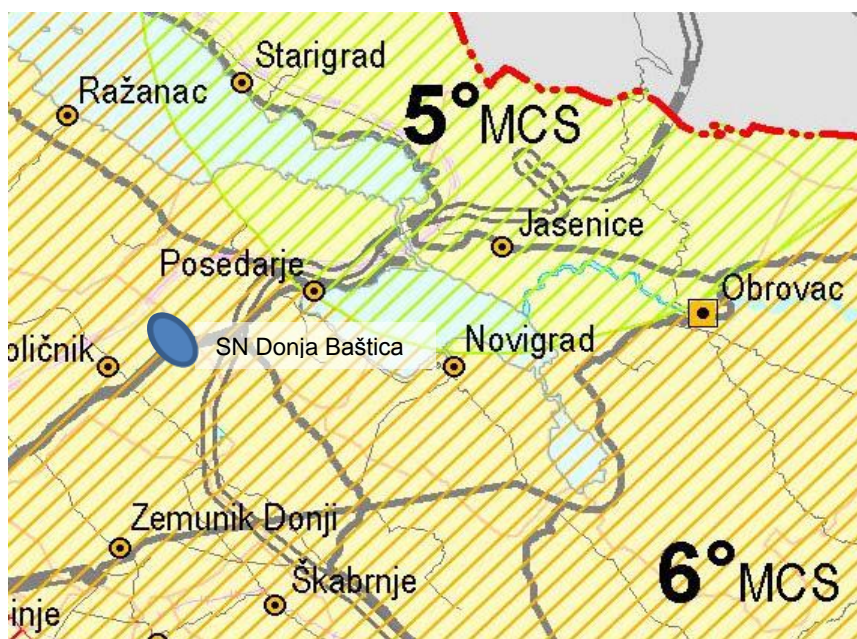 Starigrad
Ražanac
5° MCS
Jasenice
Posedarje
Obrovac
SN Donja Baštica
oličnik
Novigrad
Zemunik Donji
6° MCS
Škabrnje
inje